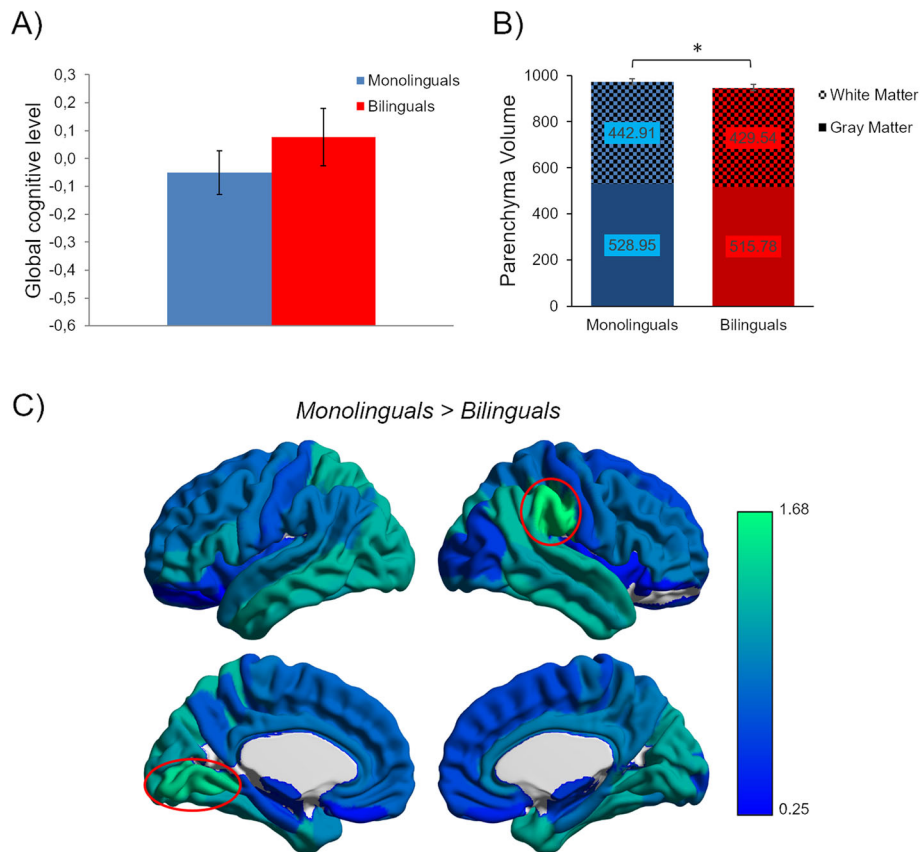 A)
0,3
0,2
0,1
0,0
-0,1
-0,2
-0,3
-0,4
-0,5
-0,6
Global cognitive level
Monolinguals
Bilinguals
B)
*
1000
800
600
400
200
0
Parenchyma Volume
442.91
429.54
528.95
515.78
Monolinguals
Bilinguals
White Matter
Gray Matter
C)
Monolinguals > Bilinguals
1.68
0.25